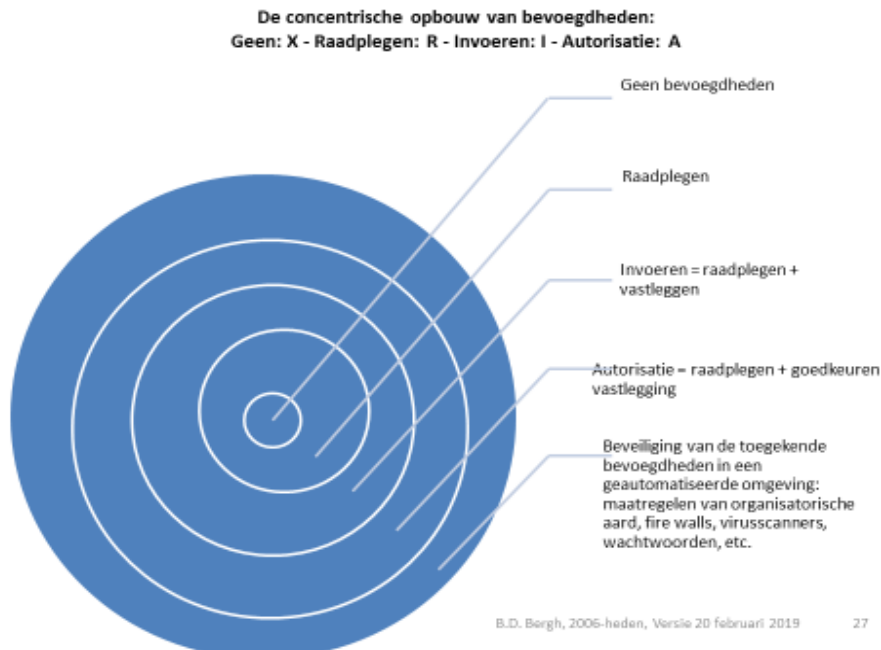 De concentrische opbouw van bevoegdheden:
Geen: X - Raadplegen: R - Invoeren: I - Autorisatie: A
Geen bevoegdheden
Raadplegen
Invoeren = raadplegen +
vastleggen
Autorisatie = raadplegen + goedkeuren
vastlegging
Beveiliging van de toegekende
bevoegdheden in een
geautomatiseerde omgeving:
maatregelen van organisatorische
aard, fire walls, virusscanners,
wachtwoorden, etc.
B.D. Bergh, 2006-heden, Versie 20 februari 2019 27